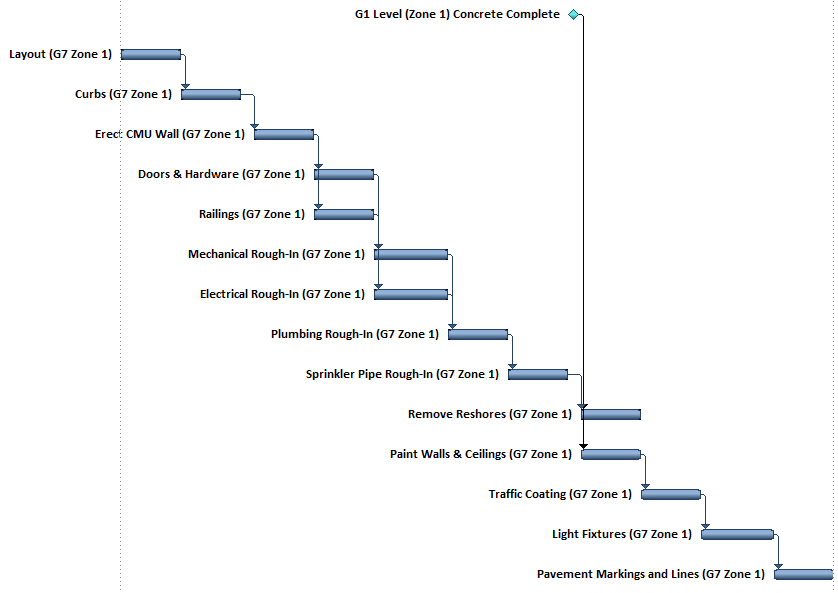 G1 Level (Zone 1) Concrete Complete
Layout (G7 Zone 1)
Curbs (G7 Zone 1)
Erect CMU Wall (G7 Zone 1)
Doors & Hardware (G7 Zone 1)
Railings (G7 Zone 1)
Mechanical Rough-In (G7 Zone 1)
Electrical Rough-In (G7 Zone 1)
Plumbing Rough-In (G7 Zone 1)
Sprinkler Pipe Rough-In (G7 Zone 1)
Remove Reshores (G7 Zone 1)
Paint Walls & Ceilings (G7 Zone 1)
Traffic Coating (G7 Zone 1)
Light Fixtures (G7 Zone 1)
Pavement Markings and Lines (G7 Zone 1)